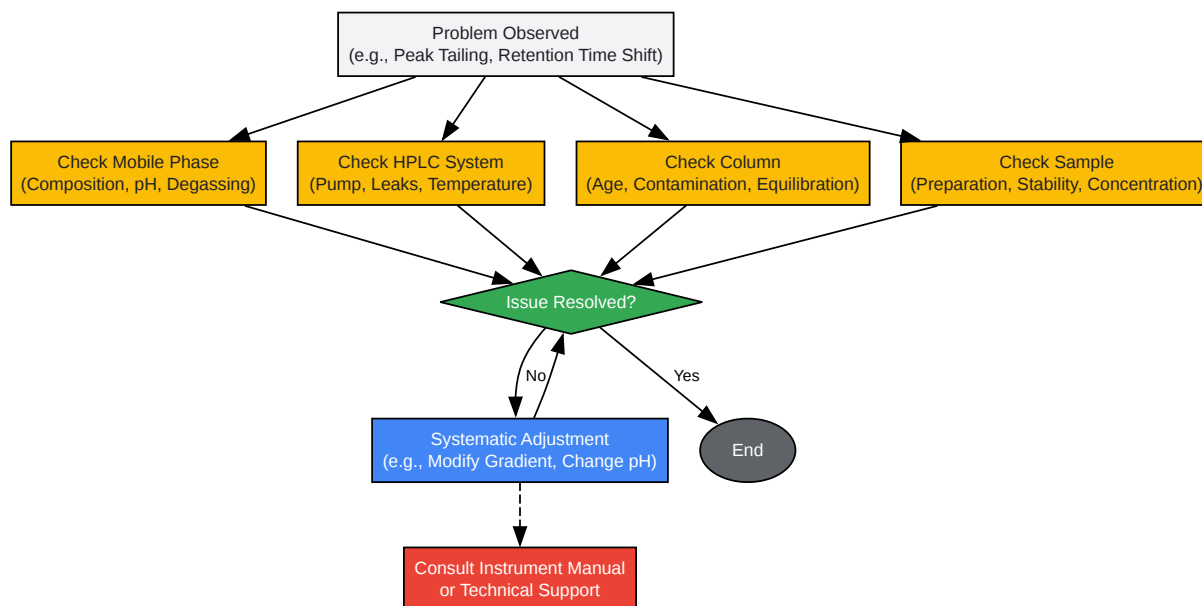 Problem Observed
(e.g., Peak Tailing, Retention Time Shift)
Check Mobile Phase
(Composition, pH, Degassing)
Check HPLC System
(Pump, Leaks, Temperature)
Check Column
(Age, Contamination, Equilibration)
Check Sample
(Preparation, Stability, Concentration)
Issue Resolved?
No
Yes
Systematic Adjustment
(e.g., Modify Gradient, Change pH)
End
Consult Instrument Manual
or Technical Support